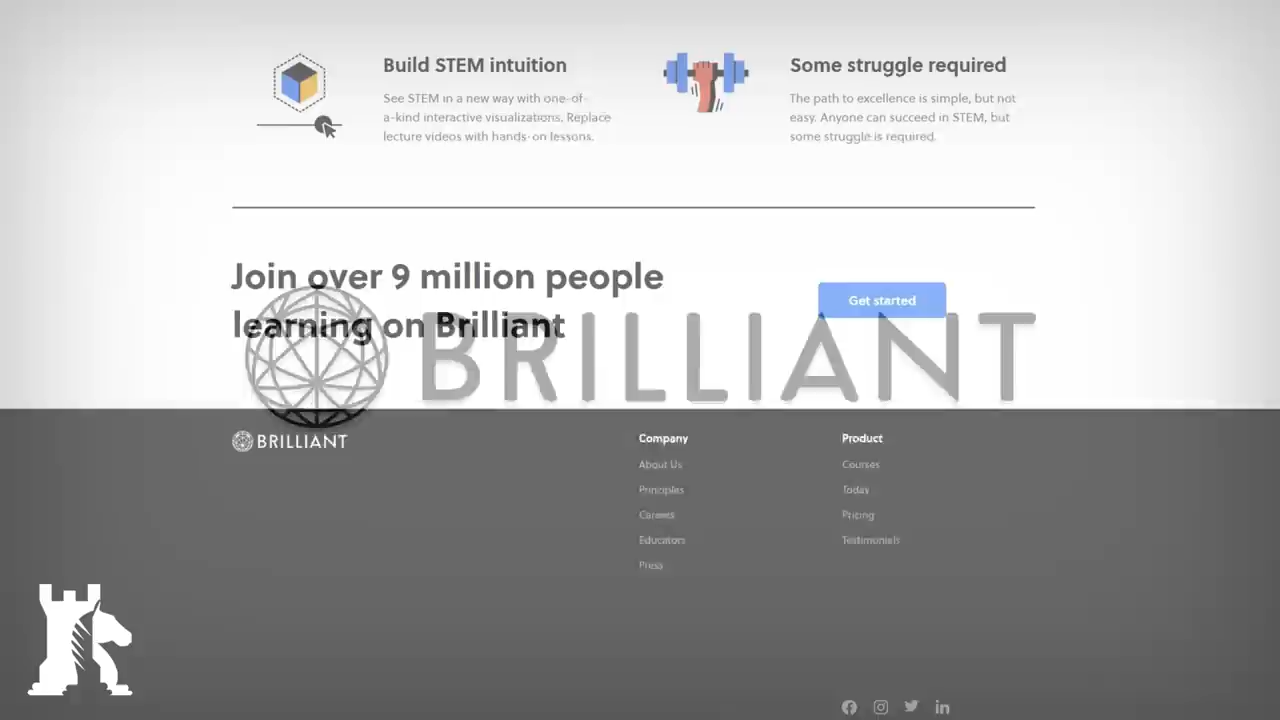 Build STEM intuition
See STEM in a new way with one-of-
a-kind interactive visualizations. Replace
lecture videos with hands-on lessons.
Some struggle required
The path to excellence is simple, but not
easy. Anyone can succeed in STEM, but
some struggle is required.
Join over 9 million people
learning on Brilliant
Get started
BRILLIANT
BRILLIANT
Company
About Us
Principles
Careers
Educators
Press
Product
Courses
Today
Pricing
Testimonials